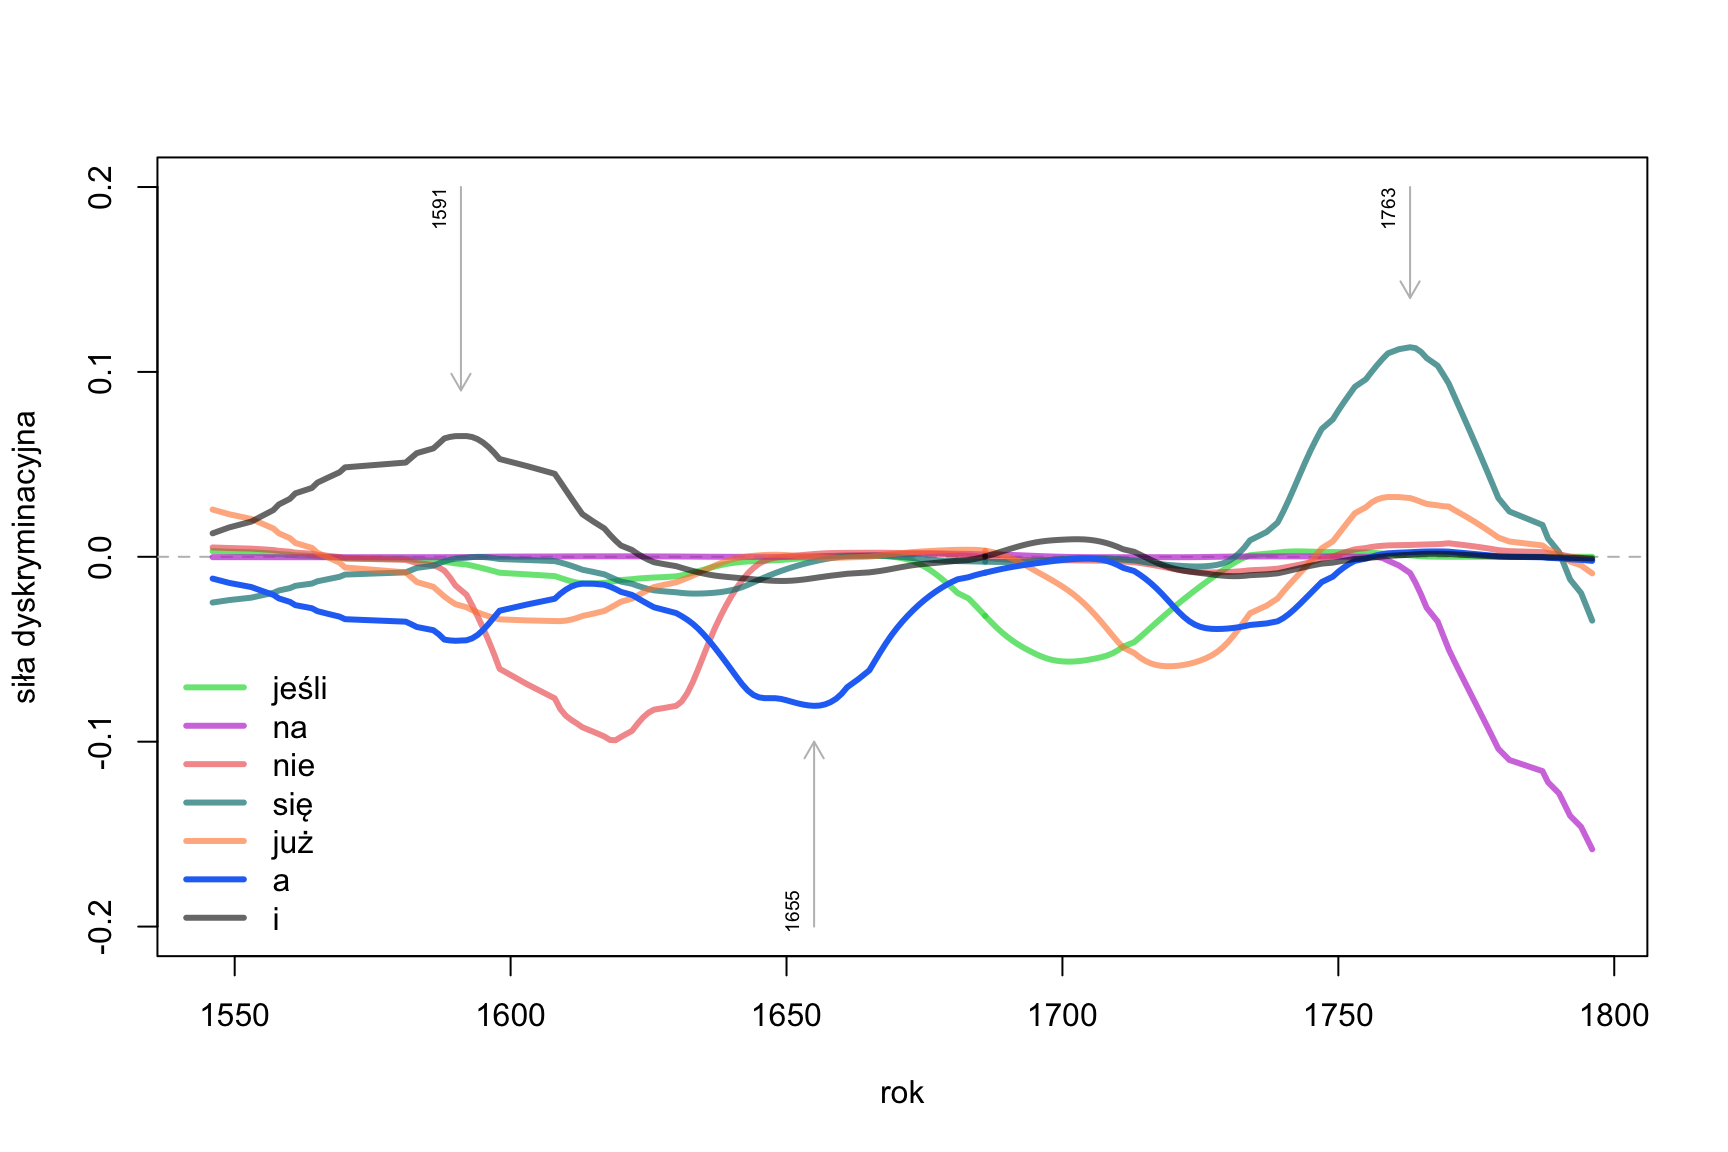 1591
1763
0.2
0.1
0.0
-0.1
-0.2
siła dyskryminacyjna
jeśli
na
nie
się
już
a
i
1655
1550 1600 1650 1700 1750 1800
rok